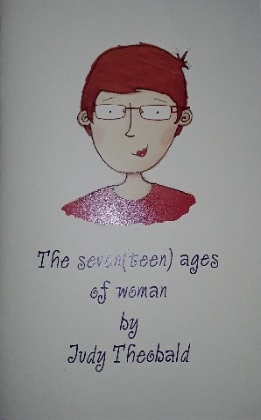 The seven(teen) ages
of woman
by
Judy Theobald